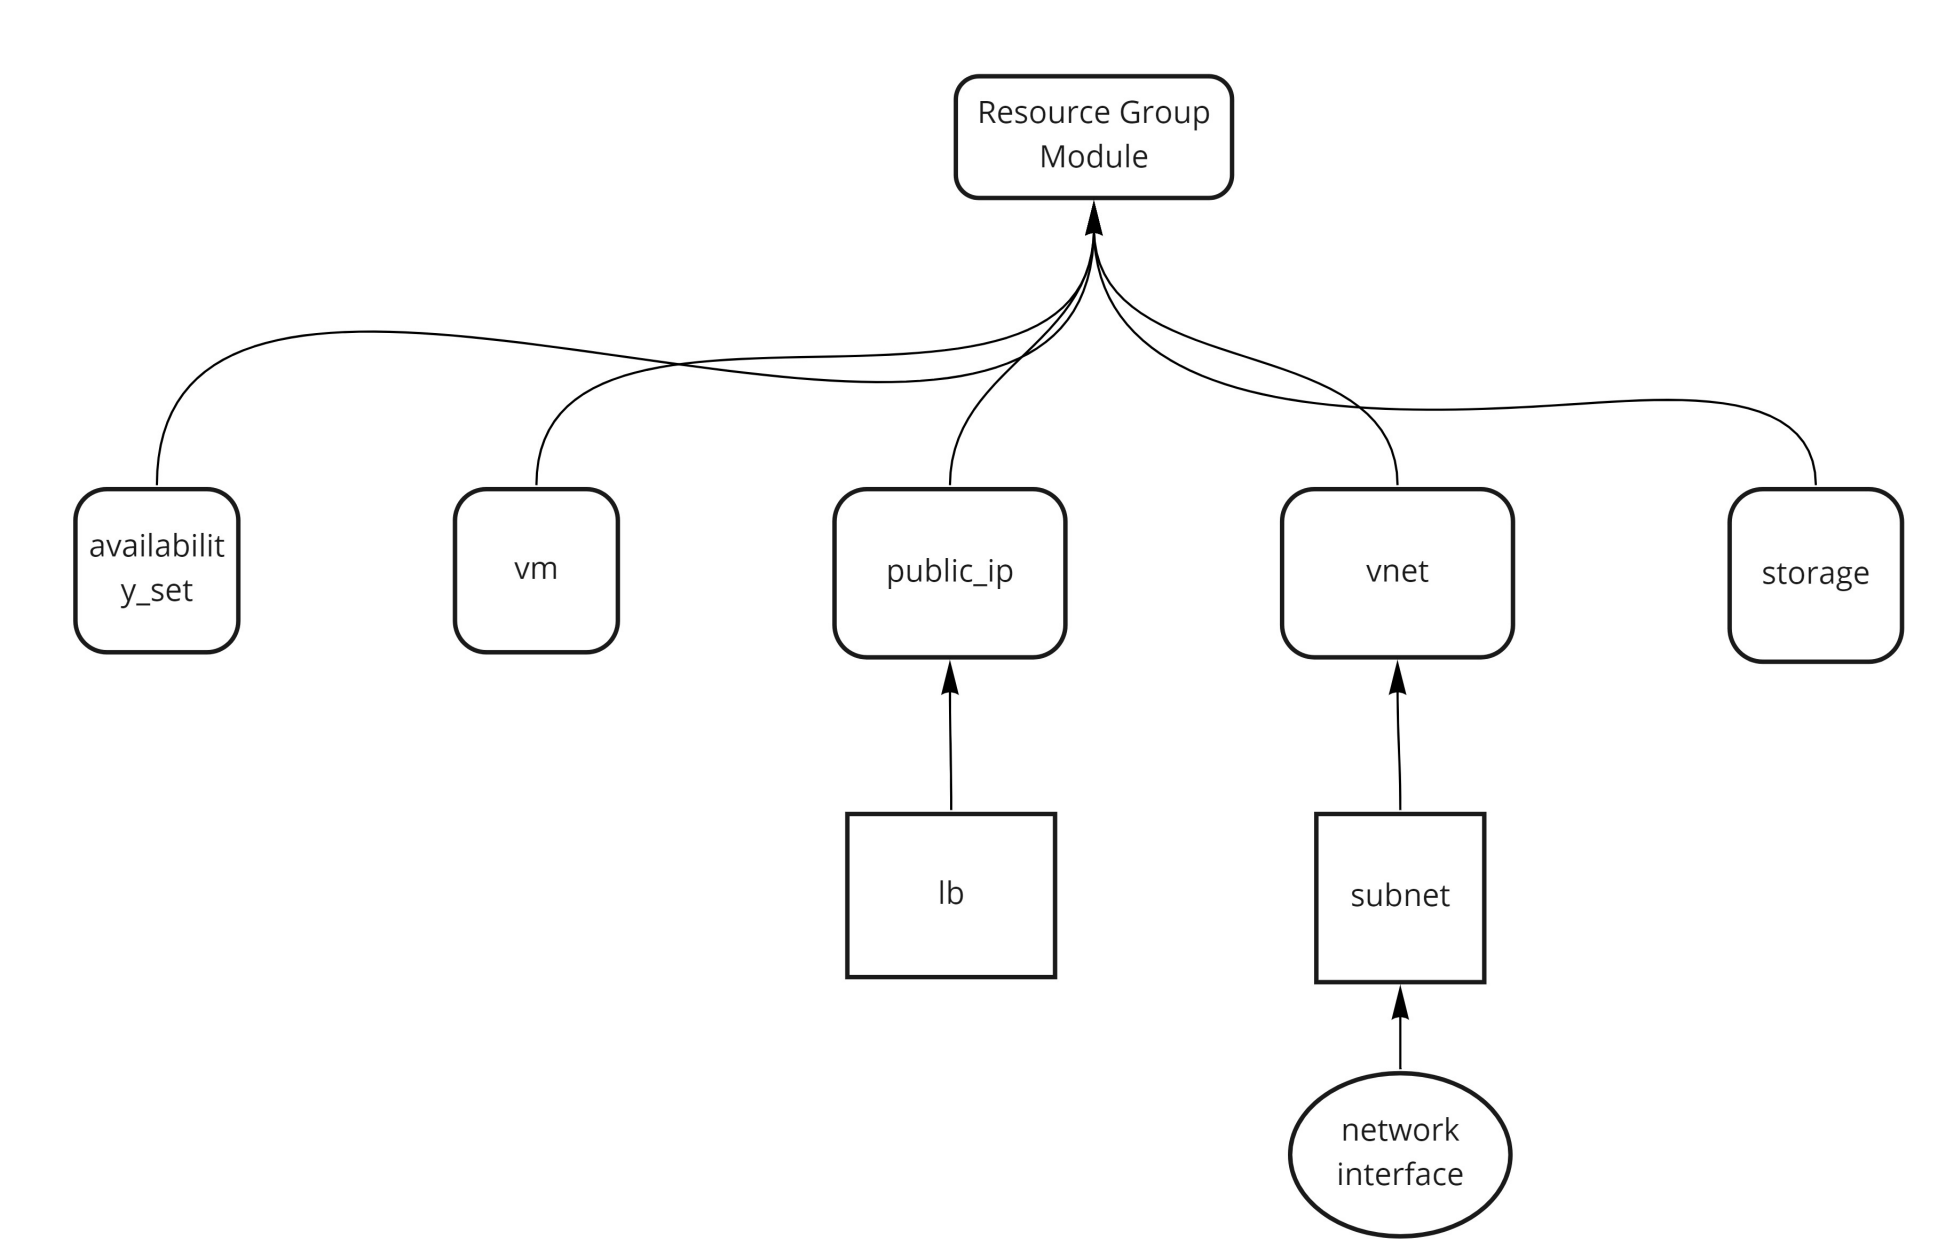 Resource Group
Module
availabilit
y_set
vm
public_ip
vnet
storage
lb
subnet
network
interface